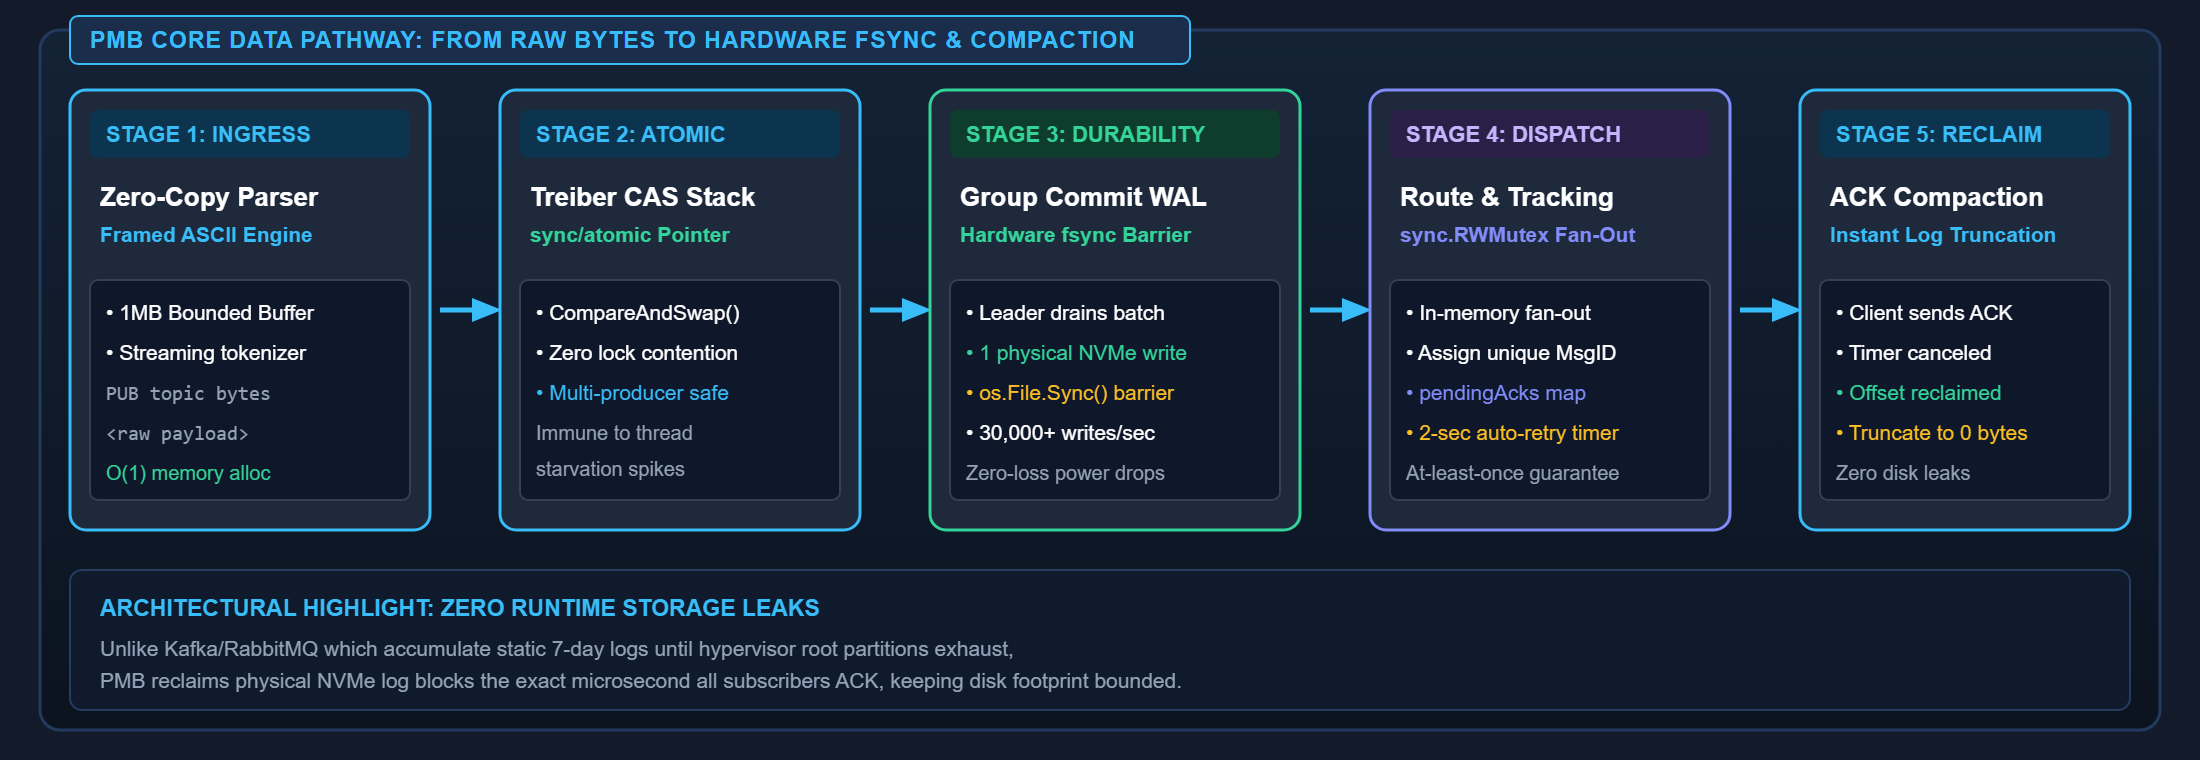 PMB CORE DATA PATHWAY: FROM RAW BYTES TO HARDWARE FSYNC & COMPACTION
STAGE 1: INGRESS
Zero-Copy Parser
Framed ASCII Engine
• 1MB Bounded Buffer
• Streaming tokenizer
PUB topic bytes
<raw payload>
O(1) memory alloc
STAGE 2: ATOMIC
Treiber CAS Stack
sync/atomic Pointer
• CompareAndSwap()
• Zero lock contention
• Multi-producer safe
Immune to thread
starvation spikes
STAGE 3: DURABILITY
Group Commit WAL
Hardware fsync Barrier
• Leader drains batch
• 1 physical NVMe write
• os.File.Sync() barrier
• 30,000+ writes/sec
Zero-loss power drops
STAGE 4: DISPATCH
Route & Tracking
sync.RWMutex Fan-Out
• In-memory fan-out
• Assign unique MsgID
• pendingAcks map
• 2-sec auto-retry timer
At-least-once guarantee
STAGE 5: RECLAIM
ACK Compaction
Instant Log Truncation
• Client sends ACK
• Timer canceled
• Offset reclaimed
• Truncate to 0 bytes
Zero disk leaks
ARCHITECTURAL HIGHLIGHT: ZERO RUNTIME STORAGE LEAKS
Unlike Kafka/RabbitMQ which accumulate static 7-day logs until hypervisor root partitions exhaust,
PMB reclaims physical NVMe log blocks the exact microsecond all subscribers ACK, keeping disk footprint bounded.